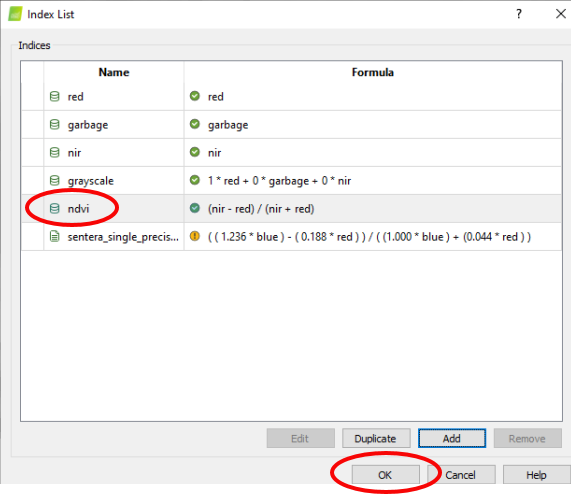 Index List
?
Indices
Name Formula
red red
garbage garbage
nir nir
grayscale 1 * red + 0 * garbage + 0 * nir
ndvi (nir - red) / (nir + red)
sentera_single_precis... ( ( 1.236 * blue ) - ( 0.188 * red ) ) / ( (1.000 * blue ) + (0.044 * red ) )
Edit Duplicate Add Remove
OK Cancel Help